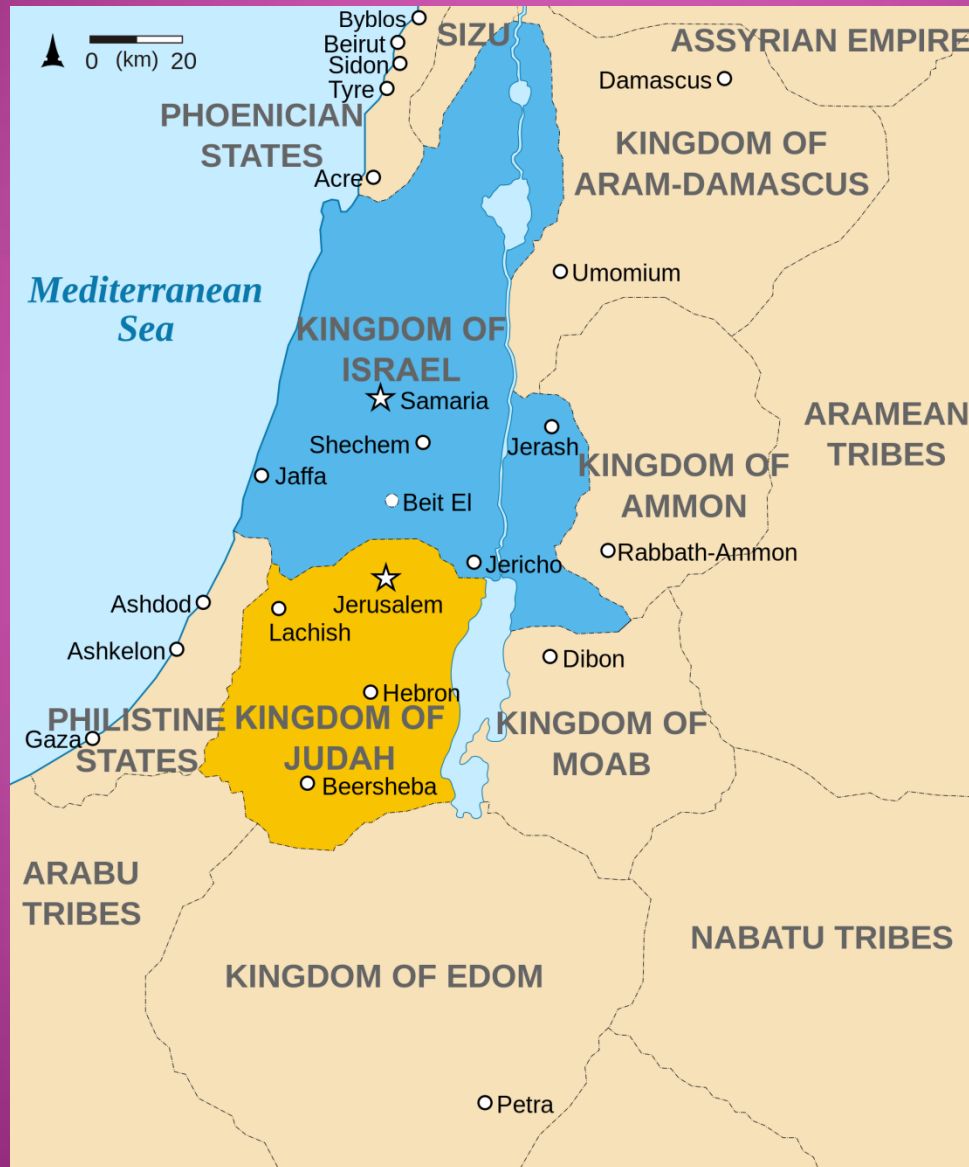 Byblos
SIZU
ASSYRIAN EMPIRE
Beirut
Sidon
0 (km) 20
Damascus
Tyre
PHOENICIAN
STATES
KINGDOM OF
ARAM-DAMASCUS
Acre
Umomium
Mediterranean
Sea
KINGDOM OF
ISRAEL
Samaria
ARAMEAN
TRIBES
Shechem
Jerash
KINGDOM OF
AMMON
Jaffa
Beit El
Rabbath-Ammon
Jericho
Jerusalem
Ashdod
Lachish
Ashkelon
Dibon
Hebron
PHILISTINE
STATES
KINGDOM OF
JUDAH
KINGDOM OF
MOAB
Gaza
Beersheba
ARABU
TRIBES
NABATU TRIBES
KINGDOM OF EDOM
Petra